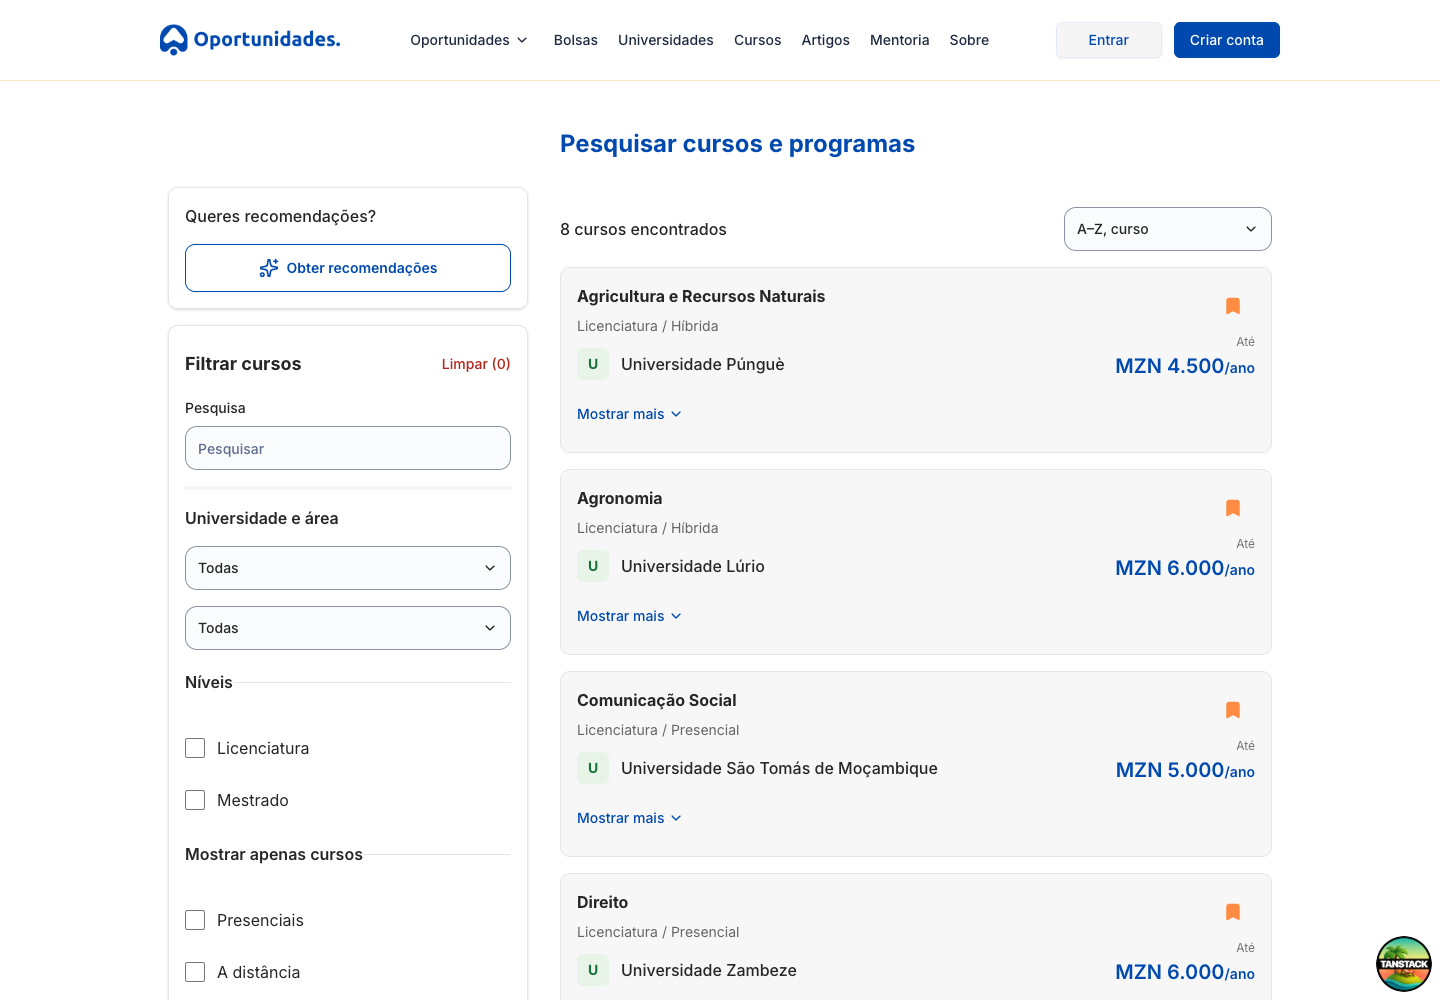 Oportunidades.
Oportunidades
Bolsas
Universidades
Cursos
Artigos
Mentoria
Sobre
Entrar
Criar conta
Pesquisar cursos e programas
Queres recomendações?
Obter recomendações
Filtrar cursos
Limpar (0)
Pesquisa
Pesquisar
Universidade e área
Todas
Todas
Níveis
Licenciatura
Mestrado
Mostrar apenas cursos
Presenciais
A distância
8 cursos encontrados
A–Z, curso
Agricultura e Recursos Naturais
Licenciatura / Híbrida
U
Universidade Púnguè
Até
MZN 4.500/ano
Mostrar mais
Agronomia
Licenciatura / Híbrida
U
Universidade Lúrio
Até
MZN 6.000/ano
Mostrar mais
Comunicação Social
Licenciatura / Presencial
U
Universidade São Tomás de Moçambique
Até
MZN 5.000/ano
Mostrar mais
Direito
Licenciatura / Presencial
U
Universidade Zambeze
Até
MZN 6.000/ano
TANSTACK